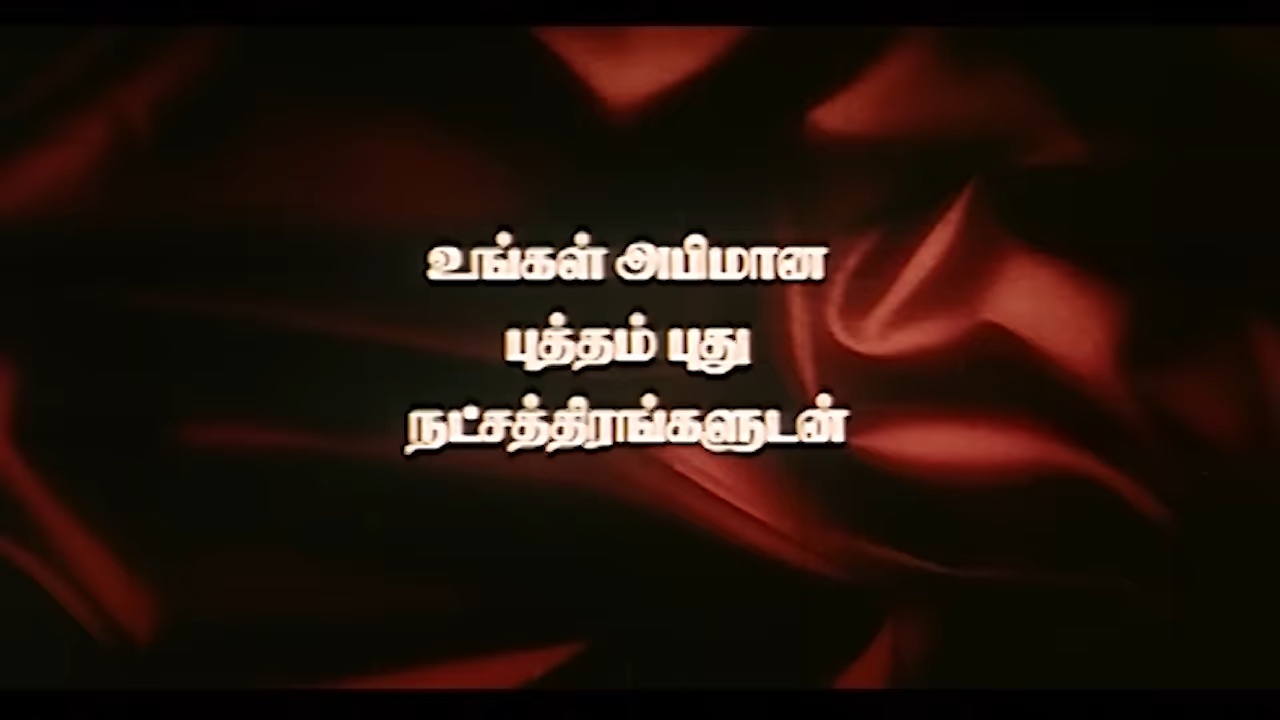 உங்கள் அபிமான
புத்தம் புது
நட்சத்திரங்களுடன்